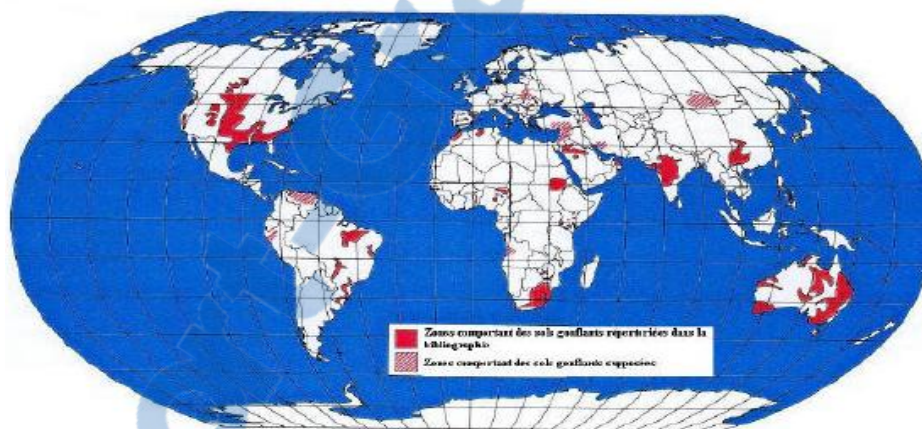 Zones comportant des sols gonflants répertoriées dans la
bibliographie
Zones comportant des sols gonflants supposées